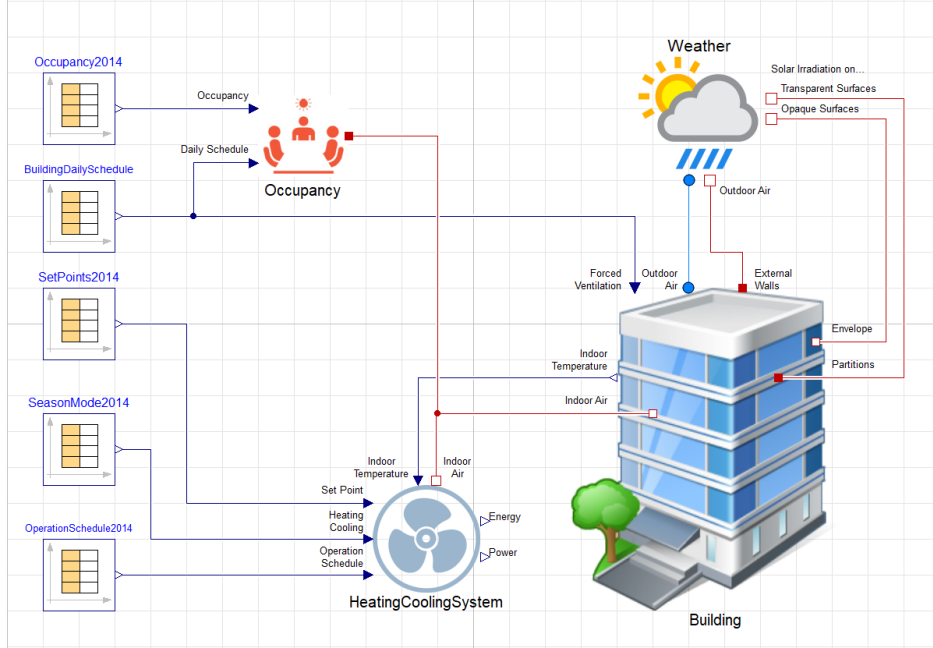 Weather
Occupancy2014
Solar Irradiation on...
Transparent Surfaces
Occupancy
Opaque Surfaces
Daily Schedule
BuildingDailySchedule
Occupancy
Outdoor Air
SetPoints2014
Forced
Ventilation
Outdoor
Air
External
Walls
Envelope
Indoor
Temperature
Partitions
Indoor Air
SeasonMode2014
Indoor
Temperature
Indoor
Air
Set Point
Heating
Cooling
Energy
OperationSchedule2014
Operation
Schedule
Power
HeatingCoolingSystem
Building